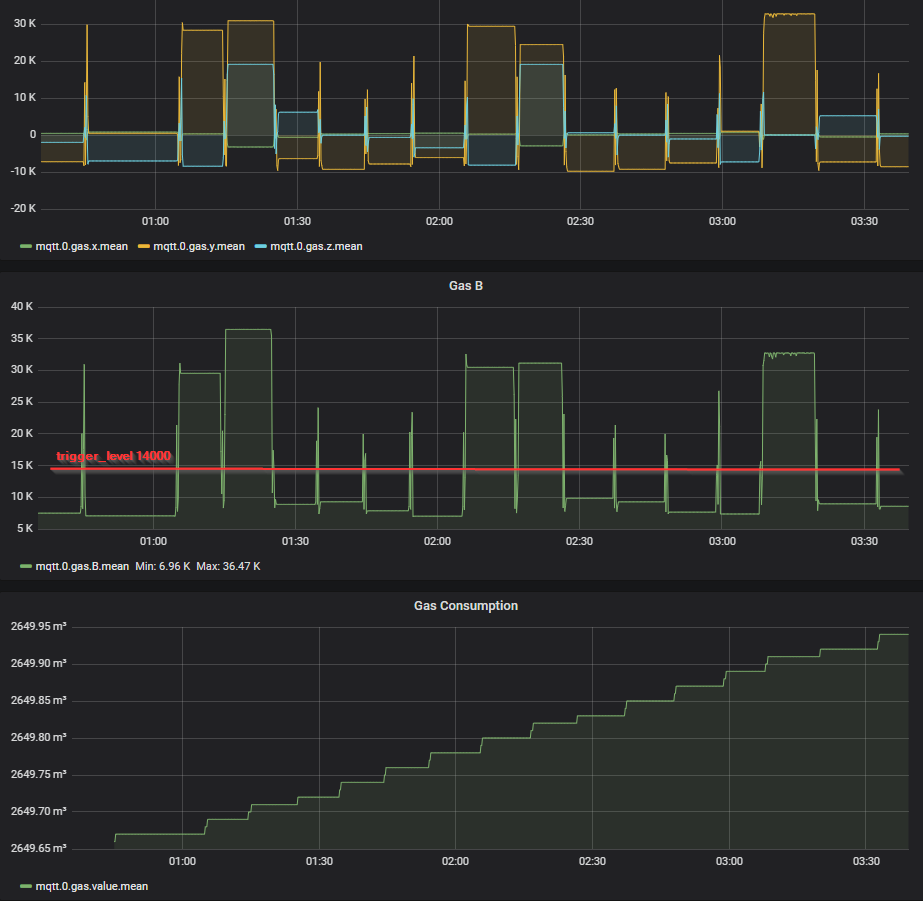 30 K
20 K
10 K
0
-10 K
-20 K
01:00 01:30 02:00 02:30 03:00 03:30
mqtt.0.gas.x.mean mqtt.0.gas.y.mean mqtt.0.gas.z.mean
Gas B
40 K
35 K
30 K
25 K
20 K
trigger_level 14000
15 K
10 K
5 K
01:00 01:30 02:00 02:30 03:00 03:30
mqtt.0.gas.B.mean Min: 6.96 K Max: 36.47 K
Gas Consumption
2649.95 m³
2649.90 m³
2649.85 m³
2649.80 m³
2649.75 m³
2649.70 m³
2649.65 m³
01:00 01:30 02:00 02:30 03:00 03:30
mqtt.0.gas.value.mean